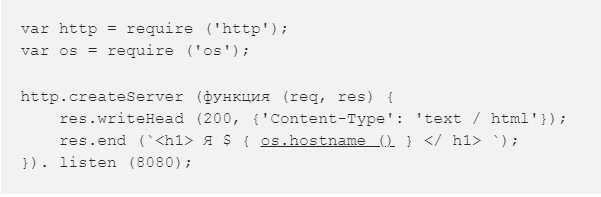 var http = require ('http');
var os = require ('os');
http.createServer (функция (req, res) {
res.writeHead (200, {'Content-Type': 'text / html'});
res.end (`<h1> Я $ { os.hostname () } </ h1> `);
}). listen (8080);